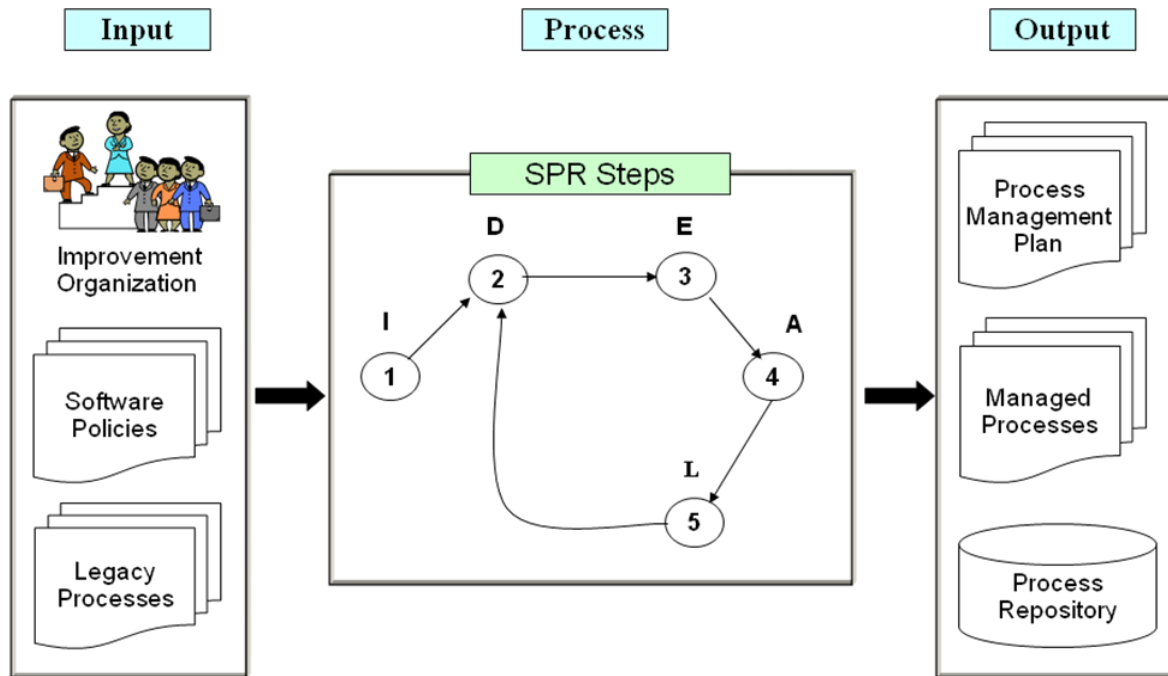 Input
Process
Output
Improvement
Organization
Software
Policies
Legacy
Processes
SPR Steps
D
E
2
3
I
A
1
4
L
5
Process
Management
Plan
Managed
Processes
Process
Repository